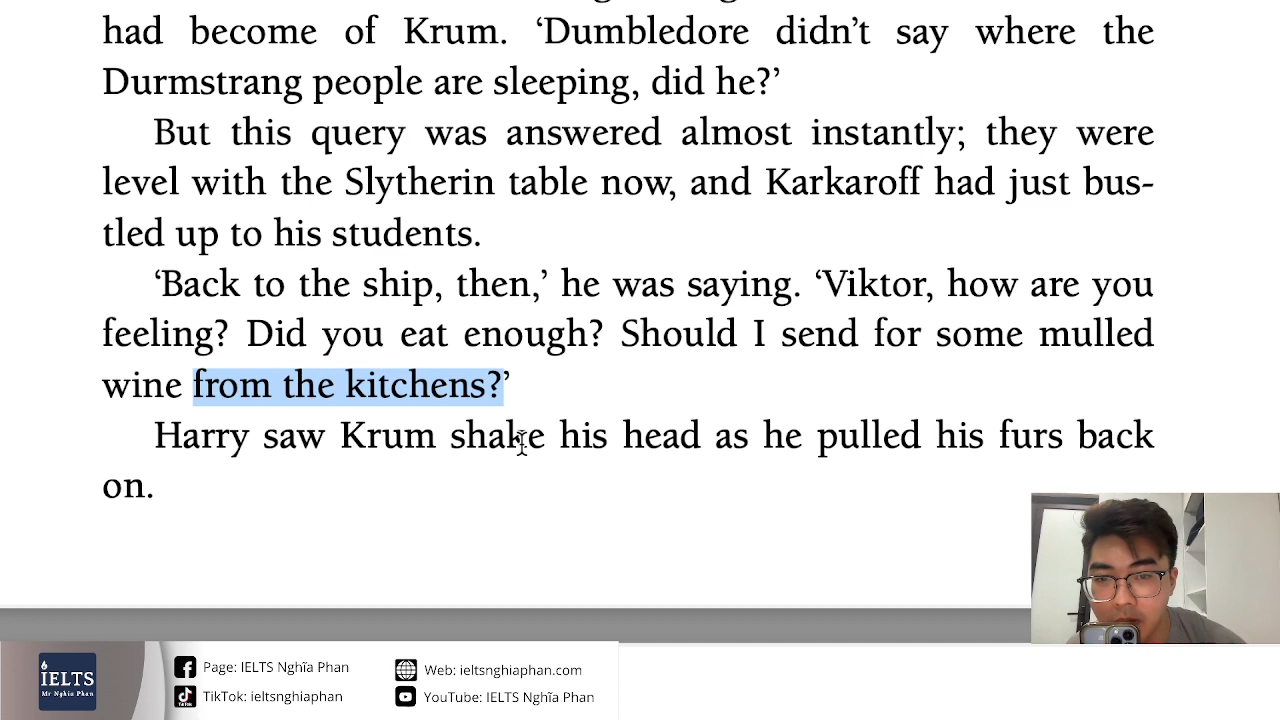 had become of Krum. ‘Dumbledore didn’t say where the
Durmstrang people are sleeping, did he?’
But this query was answered almost instantly; they were
level with the Slytherin table now, and Karkaroff had just bus-
tled up to his students.
‘Back to the ship, then,’ he was saying. ‘Viktor, how are you
feeling? Did you eat enough? Should I send for some mulled
wine from the kitchens?’
Harry saw Krum shake his head as he pulled his furs back
on.
IELTS
Mr Nghia Phan
Page: IELTS Nghĩa Phan
TikTok: ieltsnghiaphan
Web: ieltsnghiaphan.com
YouTube: IELTS Nghĩa Phan